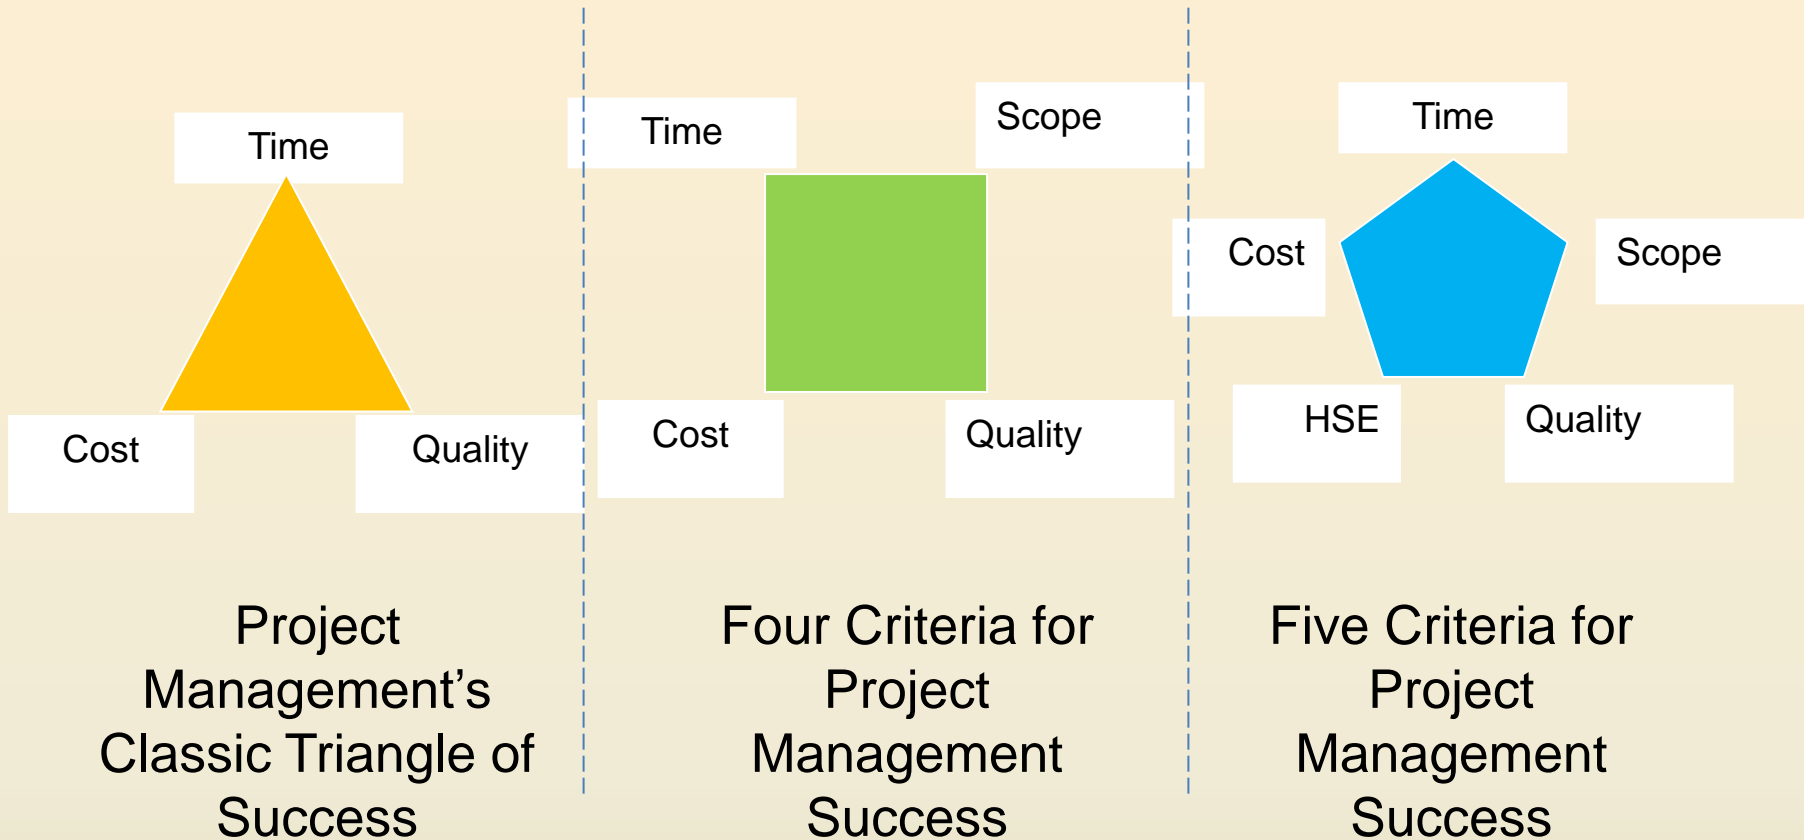 Time
Cost
Quality
Project
Management’s
Classic Triangle of
Success
Time
Scope
Cost
Quality
Four Criteria for
Project
Management
Success
Time
Cost
Scope
HSE
Quality
Five Criteria for
Project
Management
Success